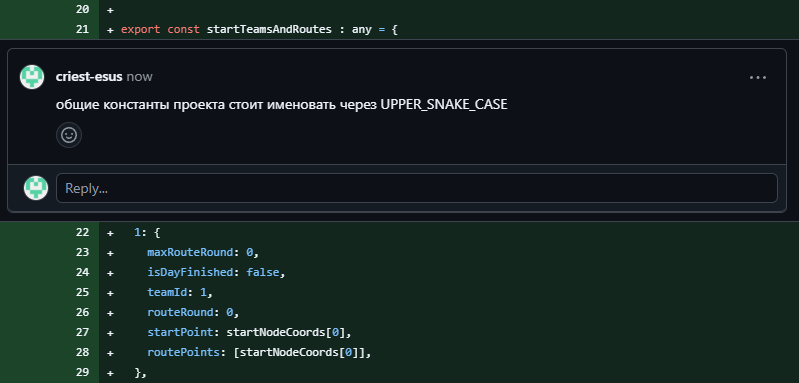 20 +
21 + export const startTeamsAndRoutes : any = {
criest-esus now
общие константы проекта стоит именовать через UPPER_SNAKE_CASE
Reply...
22 + 1: {
23 + maxRouteRound: 0,
24 + isDayFinished: false,
25 + teamId: 1,
26 + routeRound: 0,
27 + startPoint: startNodeCoords[0],
28 + routePoints: [startNodeCoords[0]],
29 + },